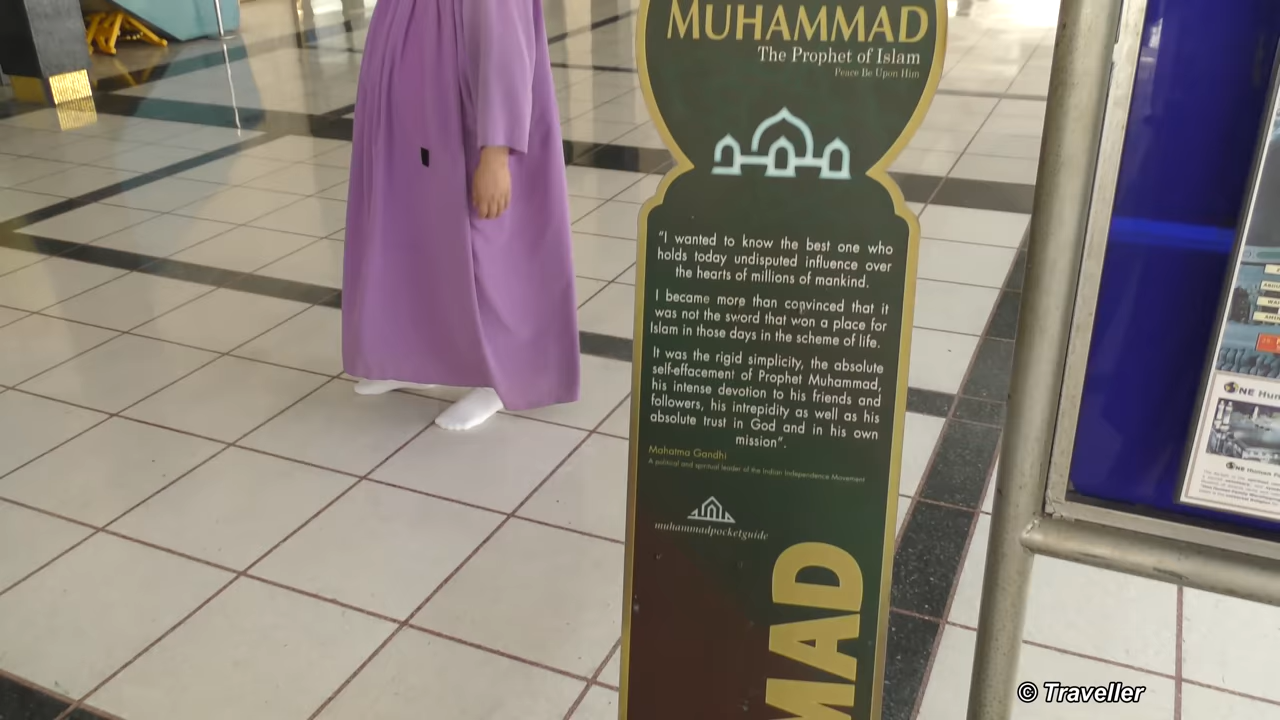 MUHAMMAD
The Prophet of Islam
Peace Be Upon Him
"I wanted to know the best one who
holds today undisputed influence over
the hearts of millions of mankind.
I became more than convinced that it
was not the sword that won a place for
Islam in those days in the scheme of life.
It was the rigid simplicity, the absolute
self-effacement of Prophet Muhammad,
his intense devotion to his friends and
followers, his intrepidity as well as his
absolute trust in God and in his own
mission".
Mahatma Gandhi
A political and spiritual leader of the Indian Independence Movement
muhammadpocketguide
MAD
NE Hum
NE Human
© Traveller